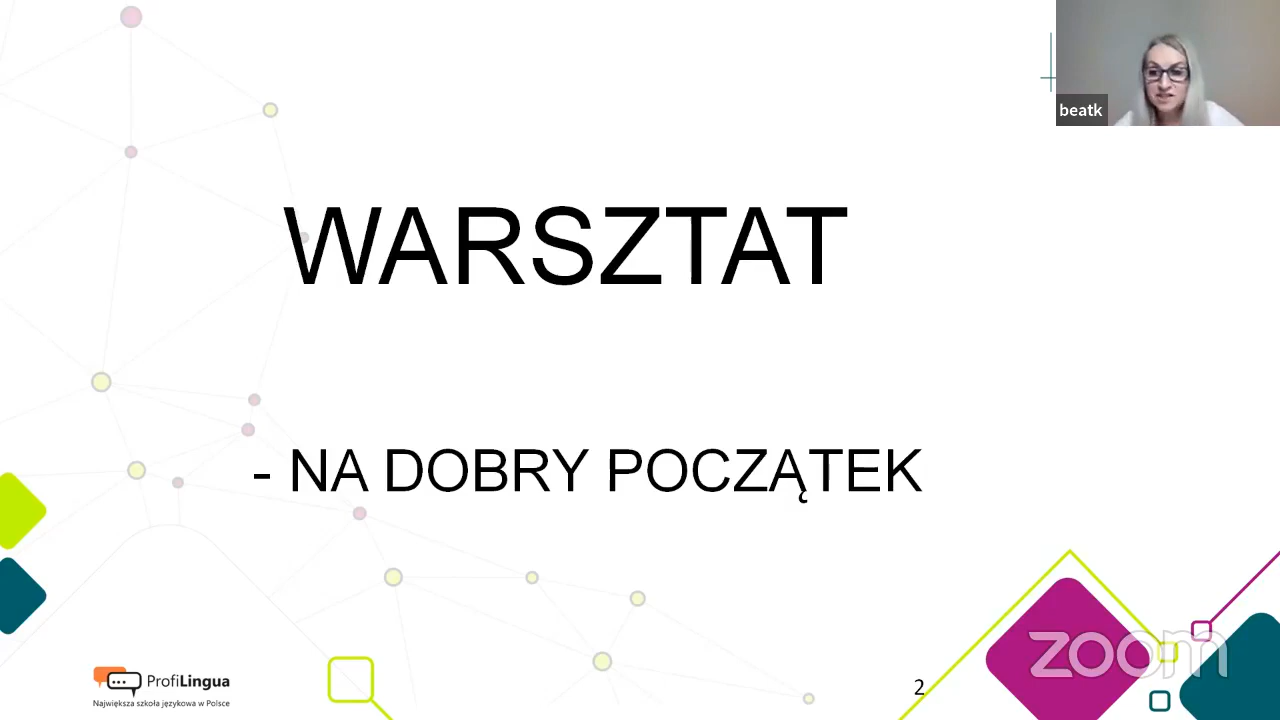 beatk
WARSZTAT
- NA DOBRY POCZĄTEK
ProfiLingua
Największa szkoła językowa w Polsce
2
zoom